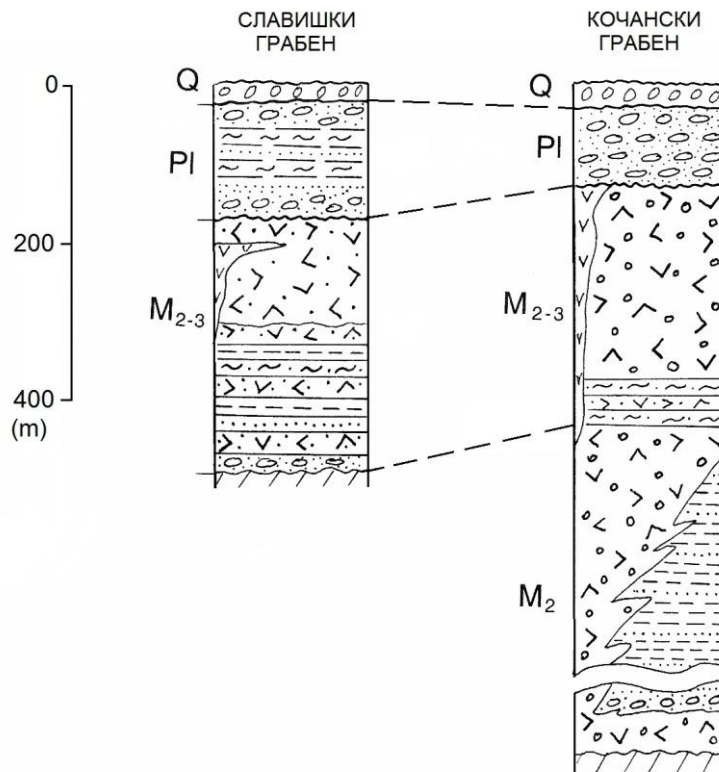 СЛАВИШКИ
ГРАБЕН
КОЧАНСКИ
ГРАБЕН
0
200
400
(m)
Q
Pl
M₂₋₃
Q
Pl
M₂₋₃
M₂